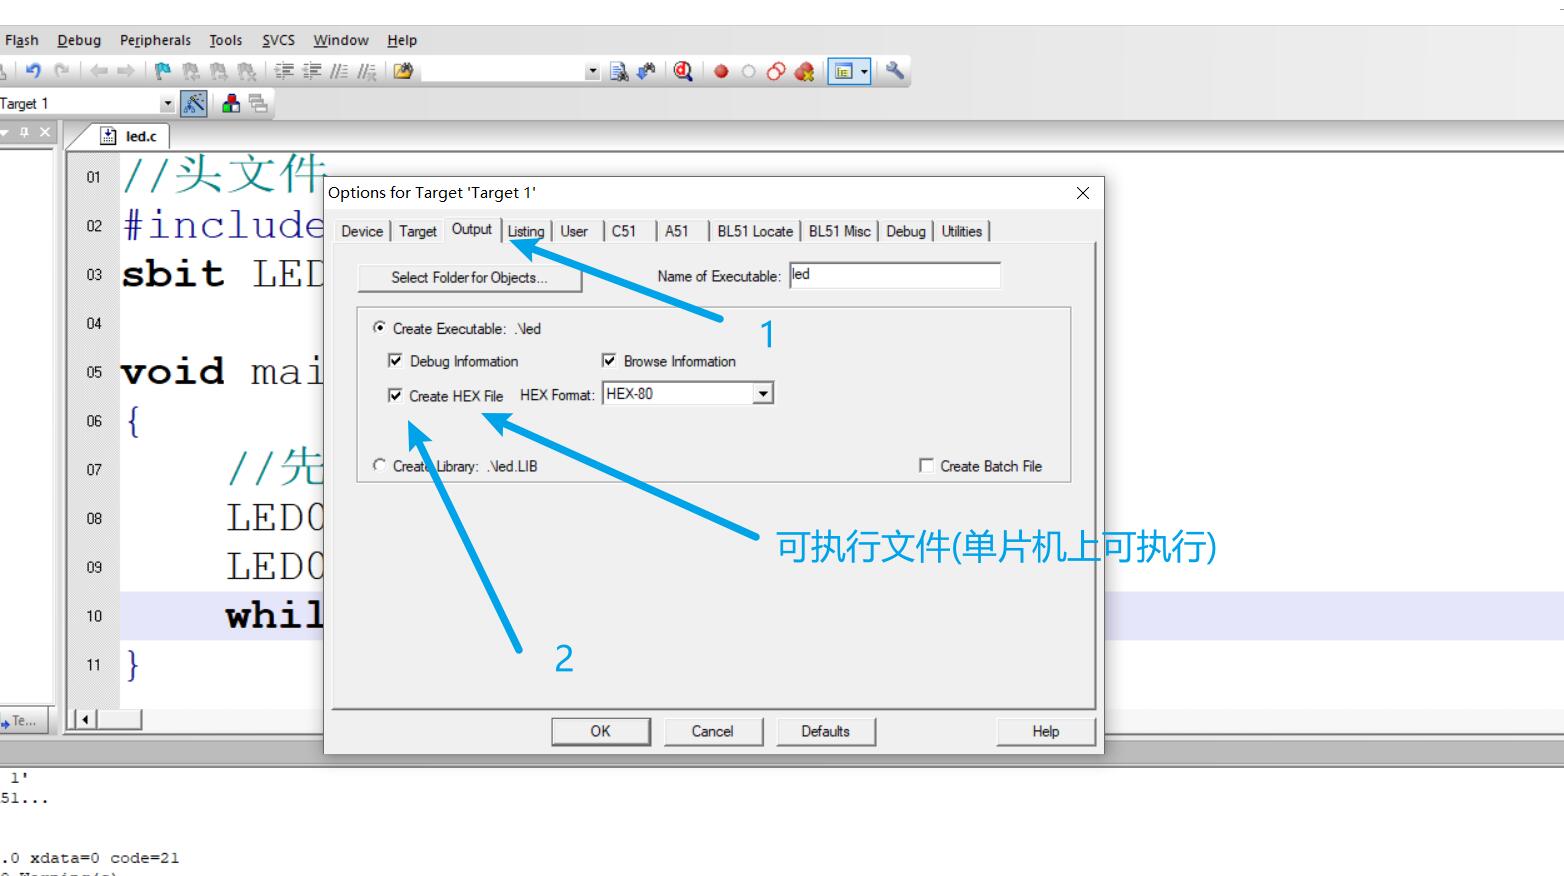 Flash Debug Peripherals Tools SVCS Window Help
Target 1
led.c
01 //头文件
02 #include
03 sbit LED
04
05 void mai
06 {
07 //先
08 LED0
09 LED0
10 whil
11 }
Options for Target 'Target 1'
Device Target Output Listing User C51 A51 BL51 Locate BL51 Misc Debug Utilities
Select Folder for Objects... Name of Executable: led
1
Create Executable: .\led
Debug Information Browse Information
Create HEX File HEX Format: HEX-80
Create Library: .\led.LIB Create Batch File
可执行文件(单片机上可执行)
2
OK Cancel Defaults Help
Te...
1'
51...
.0 xdata=0 code=21